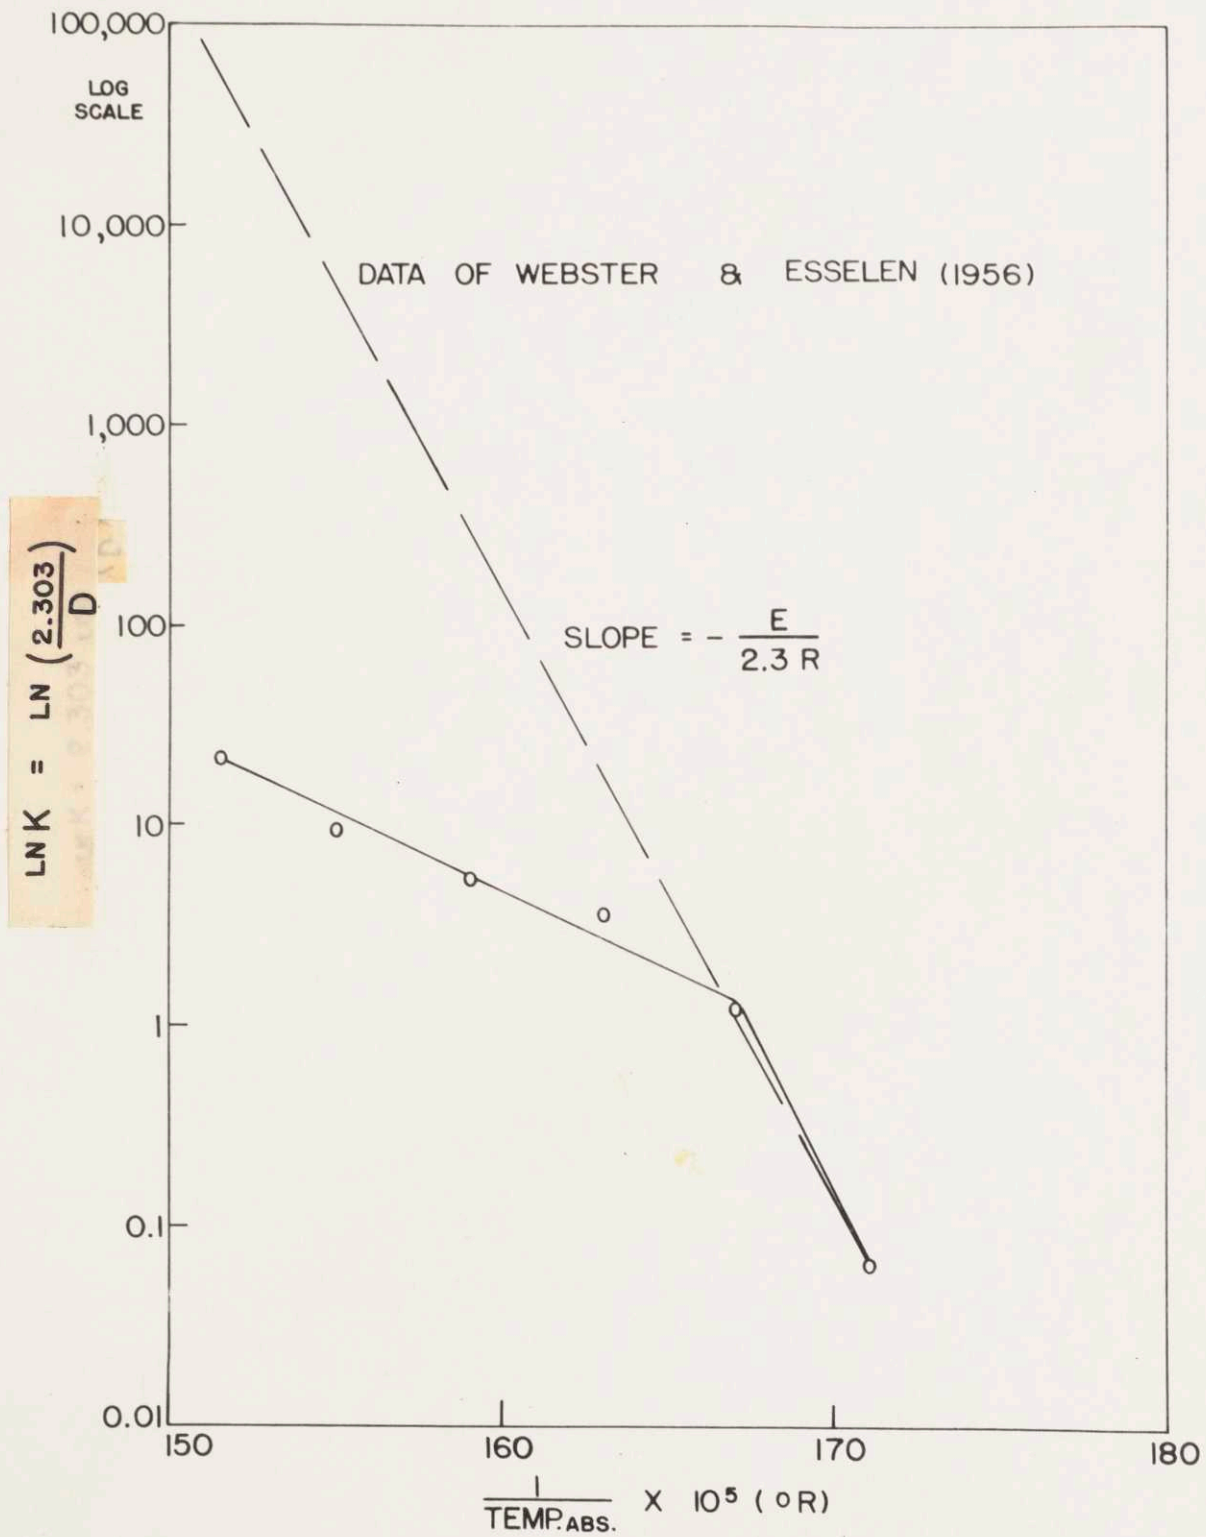 100,000
LOG
SCALE
10,000
DATA OF WEBSTER & ESSELEN (1956)
1,000
LN K = LN (2.303/D)
100
SLOPE = - E/2.3 R
10
1
0.1
0.01
150 160 170 180
1/TEMP.ABS. X 10⁵ (°R)